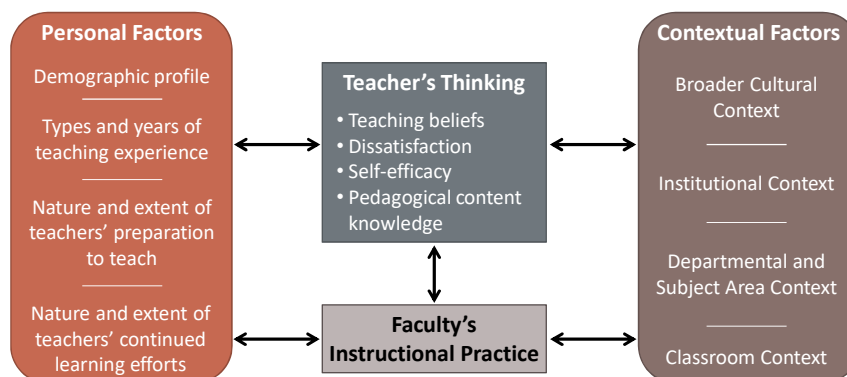 Personal Factors
Demographic profile
Types and years of
teaching experience
Nature and extent of
teachers’ preparation
to teach
Nature and extent of
teachers’ continued
learning efforts
Teacher’s Thinking
• Teaching beliefs
• Dissatisfaction
• Self-efficacy
• Pedagogical content
knowledge
Faculty’s
Instructional Practice
Contextual Factors
Broader Cultural
Context
Institutional Context
Departmental and
Subject Area Context
Classroom Context